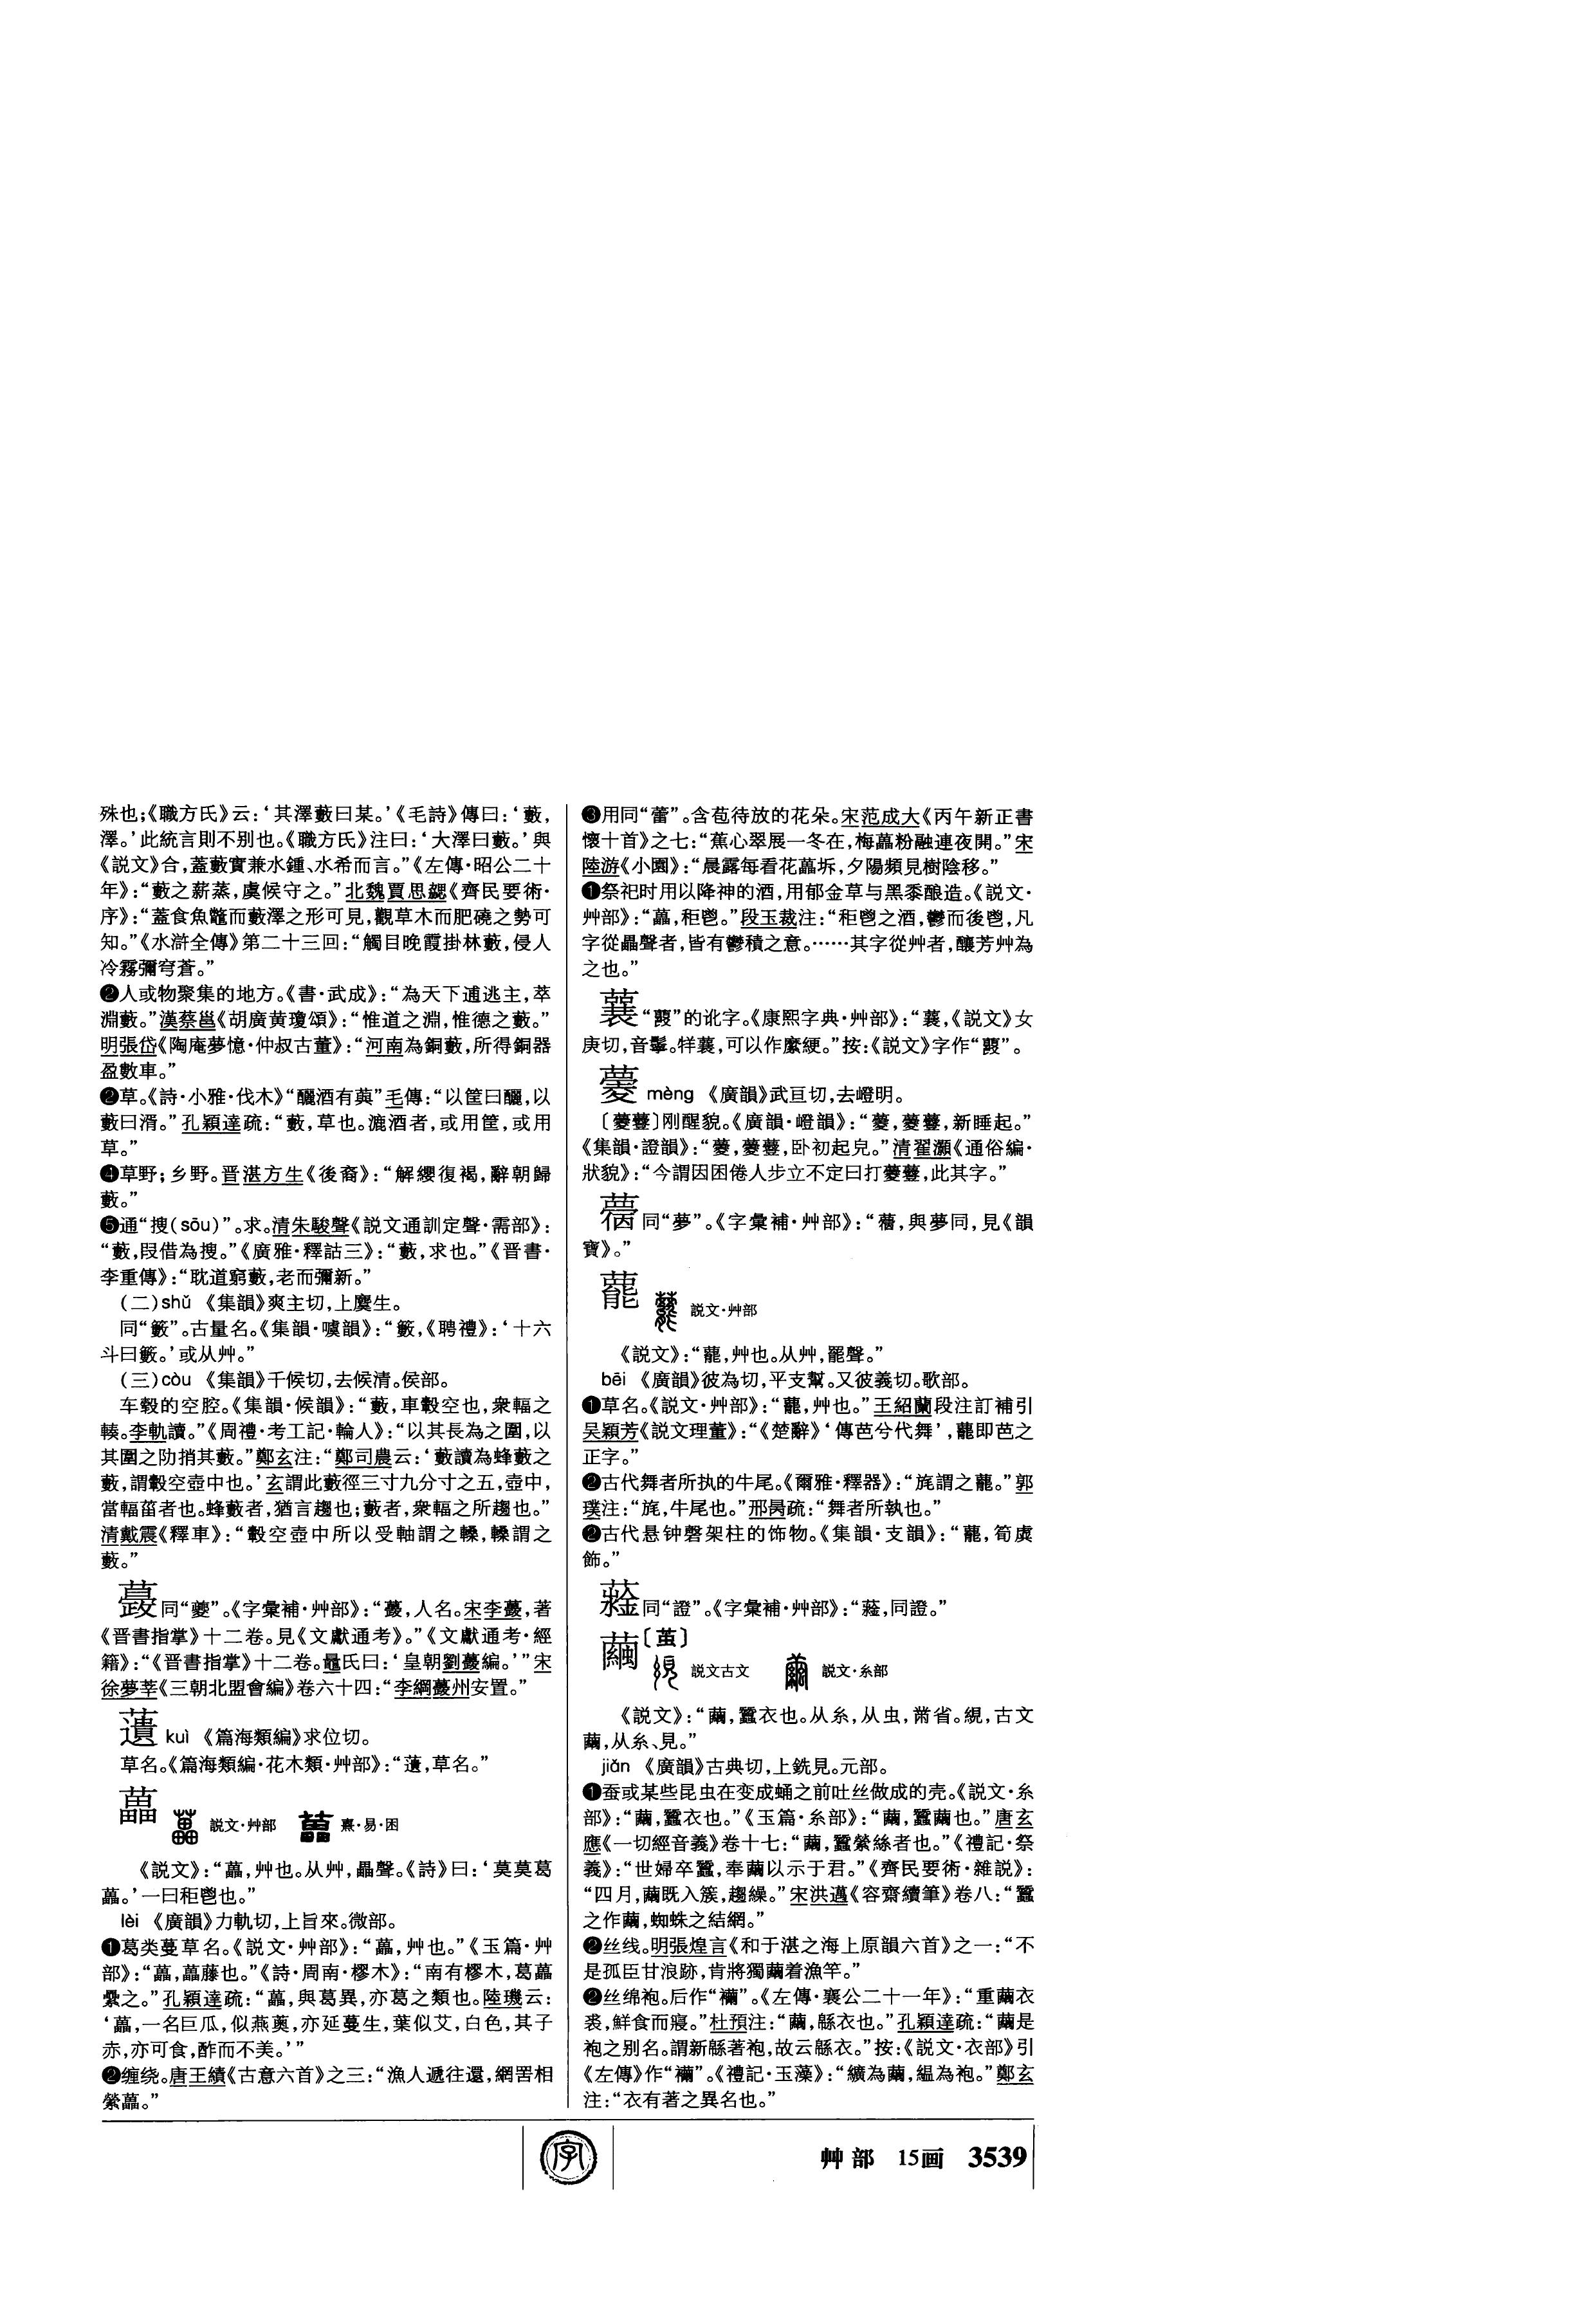 殊也；《職方氏》云：‘其澤藪曰某。’《毛詩》傳曰：‘藪，
澤。’此統言則不别也。《職方氏》注曰：‘大澤曰藪。’與
《説文》合，蓋藪實兼水鍾、水希而言。”《左傳·昭公二十
年》：“藪之薪蒸，虞候守之。”北魏賈思勰《齊民要術·
序》：“蓋食魚鼈而藪澤之形可見，觀草木而肥磽之勢可
知。”《水滸全傳》第二十三回：“觸目晚霞掛林藪，侵人
冷霧彌穹蒼。”
❷人或物聚集的地方。《書·武成》：“為天下逋逃主，萃
淵藪。”漢蔡邕《胡廣黄瓊頌》：“惟道之淵，惟德之藪。”
明張岱《陶庵夢憶·仲叔古董》：“河南為銅藪，所得銅器
盈數車。”
❷草。《詩·小雅·伐木》“釃酒有藇”毛傳：“以筐曰釃，以
藪曰湑。”孔穎達疏：“藪，草也。漉酒者，或用筐，或用
草。”
❹草野；乡野。晋湛方生《後裔》：“解纓復褐，辭朝歸
藪。”
❺通“搜（sōu）”。求。清朱駿聲《説文通訓定聲·需部》：
“藪，叚借為搜。”《廣雅·釋詁三》：“藪，求也。”《晋書·
李重傳》：“耽道窮藪，老而彌新。”
（二）shǔ 《集韻》爽主切，上麌生。
同“籔”。古量名。《集韻·噳韻》：“籔，《聘禮》：‘十六
斗曰籔。’或从艸。”
（三）còu 《集韻》千候切，去候清。侯部。
车毂的空腔。《集韻·候韻》：“藪，車轂空也，衆輻之
輳。李軌讀。”《周禮·考工記·輪人》：“以其長為之圍，以
其圍之阞捎其藪。”鄭玄注：“鄭司農云：‘藪讀為蜂藪之
藪，謂轂空壺中也。’玄謂此藪徑三寸九分寸之五，壺中，
當輻菑者也。蜂藪者，猶言趨也；藪者，衆輻之所趨也。”
清戴震《釋車》：“轂空壺中所以受軸謂之轑，轑謂之
藪。”
同“夔”。《字彙補·艸部》：“，人名。宋李，著
《晋書指掌》十二卷。見《文獻通考》。”《文獻通考·經
籍》：“《晋書指掌》十二卷。鼂氏曰：‘皇朝劉編。’”宋
徐夢莘《三朝北盟會編》卷六十四：“李綱州安置。”
䕚 kuì 《篇海類編》求位切。
草名。《篇海類編·花木類·艸部》：“䕚，草名。”
藟 説文·艸部 熹·易·困
《説文》：“藟，艸也。从艸，畾聲。《詩》曰：‘莫莫葛
藟。’一曰秬鬯也。”
lěi 《廣韻》力軌切，上旨來。微部。
❶葛类蔓草名。《説文·艸部》：“藟，艸也。”《玉篇·艸
部》：“藟，藟藤也。”《詩·周南·樛木》：“南有樛木，葛藟
纍之。”孔穎達疏：“藟，與葛異，亦葛之類也。陸璣云：
‘藟，一名巨瓜，似燕薁，亦延蔓生，葉似艾，白色，其子
赤，亦可食，酢而不美。’”
❷缠绕。唐王績《古意六首》之三：“漁人遞往還，網罟相
縈藟。”
❸用同“蕾”。含苞待放的花朵。宋范成大《丙午新正書
懷十首》之七：“蕉心翠展一冬在，梅藟粉融連夜開。”宋
陸游《小園》：“晨露每看花藟坼，夕陽頻見樹陰移。”
❶祭祀时用以降神的酒，用郁金草与黑黍酿造。《説文·
艸部》：“藟，秬鬯。”段玉裁注：“秬鬯之酒，鬱而後鬯，凡
字從畾聲者，皆有鬱積之意。……其字從艸者，釀芳艸為
之也。”
“䕞”的讹字。《康熙字典·艸部》：“，《説文》女
庚切，音鬡。牂，可以作縻綆。”按：《説文》字作“䕞”。
mèng 《廣韻》武亘切，去嶝明。
刚醒貌。《廣韻·嶝韻》：“，新睡起。”
《集韻·證韻》：“，卧初起皃。”清翟灝《通俗編·
狀貌》：“今謂因困倦人步立不定曰打，此其字。”
同“夢”。《字彙補·艸部》：“，與夢同，見《韻
寶》。”
藣 説文·艸部
《説文》：“藣，艸也。从艸，罷聲。”
bēi 《廣韻》彼為切，平支幫。又彼義切。歌部。
❶草名。《説文·艸部》：“藣，艸也。”王紹蘭段注訂補引
吴穎芳《説文理董》：“《楚辭》‘傳芭兮代舞’，藣即芭之
正字。”
❷古代舞者所执的牛尾。《爾雅·釋器》：“旄謂之藣。”郭
璞注：“旄，牛尾也。”邢昺疏：“舞者所執也。”
❷古代悬钟磬架柱的饰物。《集韻·支韻》：“藣，筍虡
飾。”
同“證”。《字彙補·艸部》：“，同證。”
繭〔茧〕 説文古文 説文·糸部
《説文》：“繭，蠶衣也。从糸，从虫，黹省。絸，古文
繭，从糸、見。”
jiǎn 《廣韻》古典切，上銑見。元部。
❶蚕或某些昆虫在变成蛹之前吐丝做成的壳。《説文·糸
部》：“繭，蠶衣也。”《玉篇·糸部》：“繭，蠶繭也。”唐玄
應《一切經音義》卷十七：“繭，蠶縈絲者也。”《禮記·祭
義》：“世婦卒蠶，奉繭以示于君。”《齊民要術·雜説》：
“四月，繭既入簇，趨繰。”宋洪邁《容齋續筆》卷八：“蠶
之作繭，蜘蛛之結網。”
❷丝线。明張煌言《和于湛之海上原韻六首》之一：“不
是孤臣甘浪跡，肯將獨繭着漁竿。”
❷丝绵袍。后作“襺”。《左傳·襄公二十一年》：“重繭衣
裘，鮮食而寢。”杜預注：“繭，緜衣也。”孔穎達疏：“繭是
袍之别名。謂新緜著袍，故云緜衣。”按：《説文·衣部》引
《左傳》作“襺”。《禮記·玉藻》：“纊為繭，緼為袍。”鄭玄
注：“衣有著之異名也。”
字
艸部 15画 3539